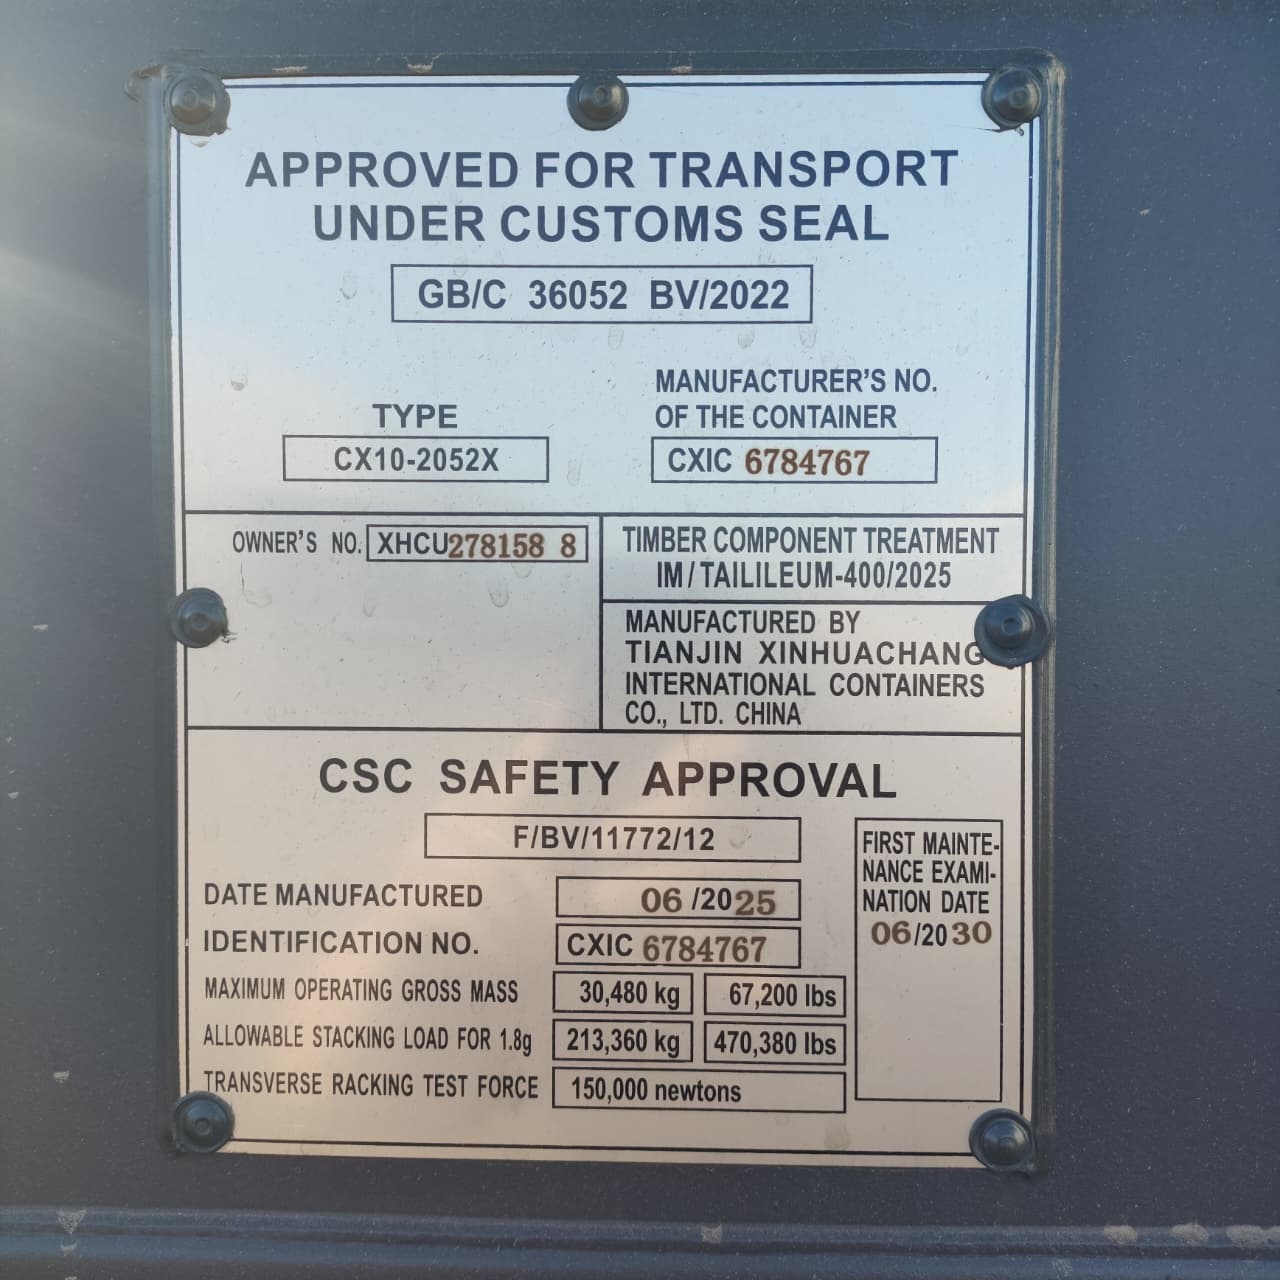 APPROVED FOR TRANSPORT
UNDER CUSTOMS SEAL
GB/C 36052 BV/2022
TYPE
CX10-2052X
MANUFACTURER'S NO.
OF THE CONTAINER
CXIC 6784767
OWNER'S NO. XHCU278158 8
TIMBER COMPONENT TREATMENT
IM/TAILILEUM-400/2025
MANUFACTURED BY
TIANJIN XINHUACHANG
INTERNATIONAL CONTAINERS
CO., LTD. CHINA
CSC SAFETY APPROVAL
F/BV/11772/12
DATE MANUFACTURED 06/2025
IDENTIFICATION NO. CXIC 6784767
MAXIMUM OPERATING GROSS MASS 30,480 kg 67,200 lbs
ALLOWABLE STACKING LOAD FOR 1.8g 213,360 kg 470,380 lbs
TRANSVERSE RACKING TEST FORCE 150,000 newtons
FIRST MAINTE-
NANCE EXAMI-
NATION DATE
06/2030